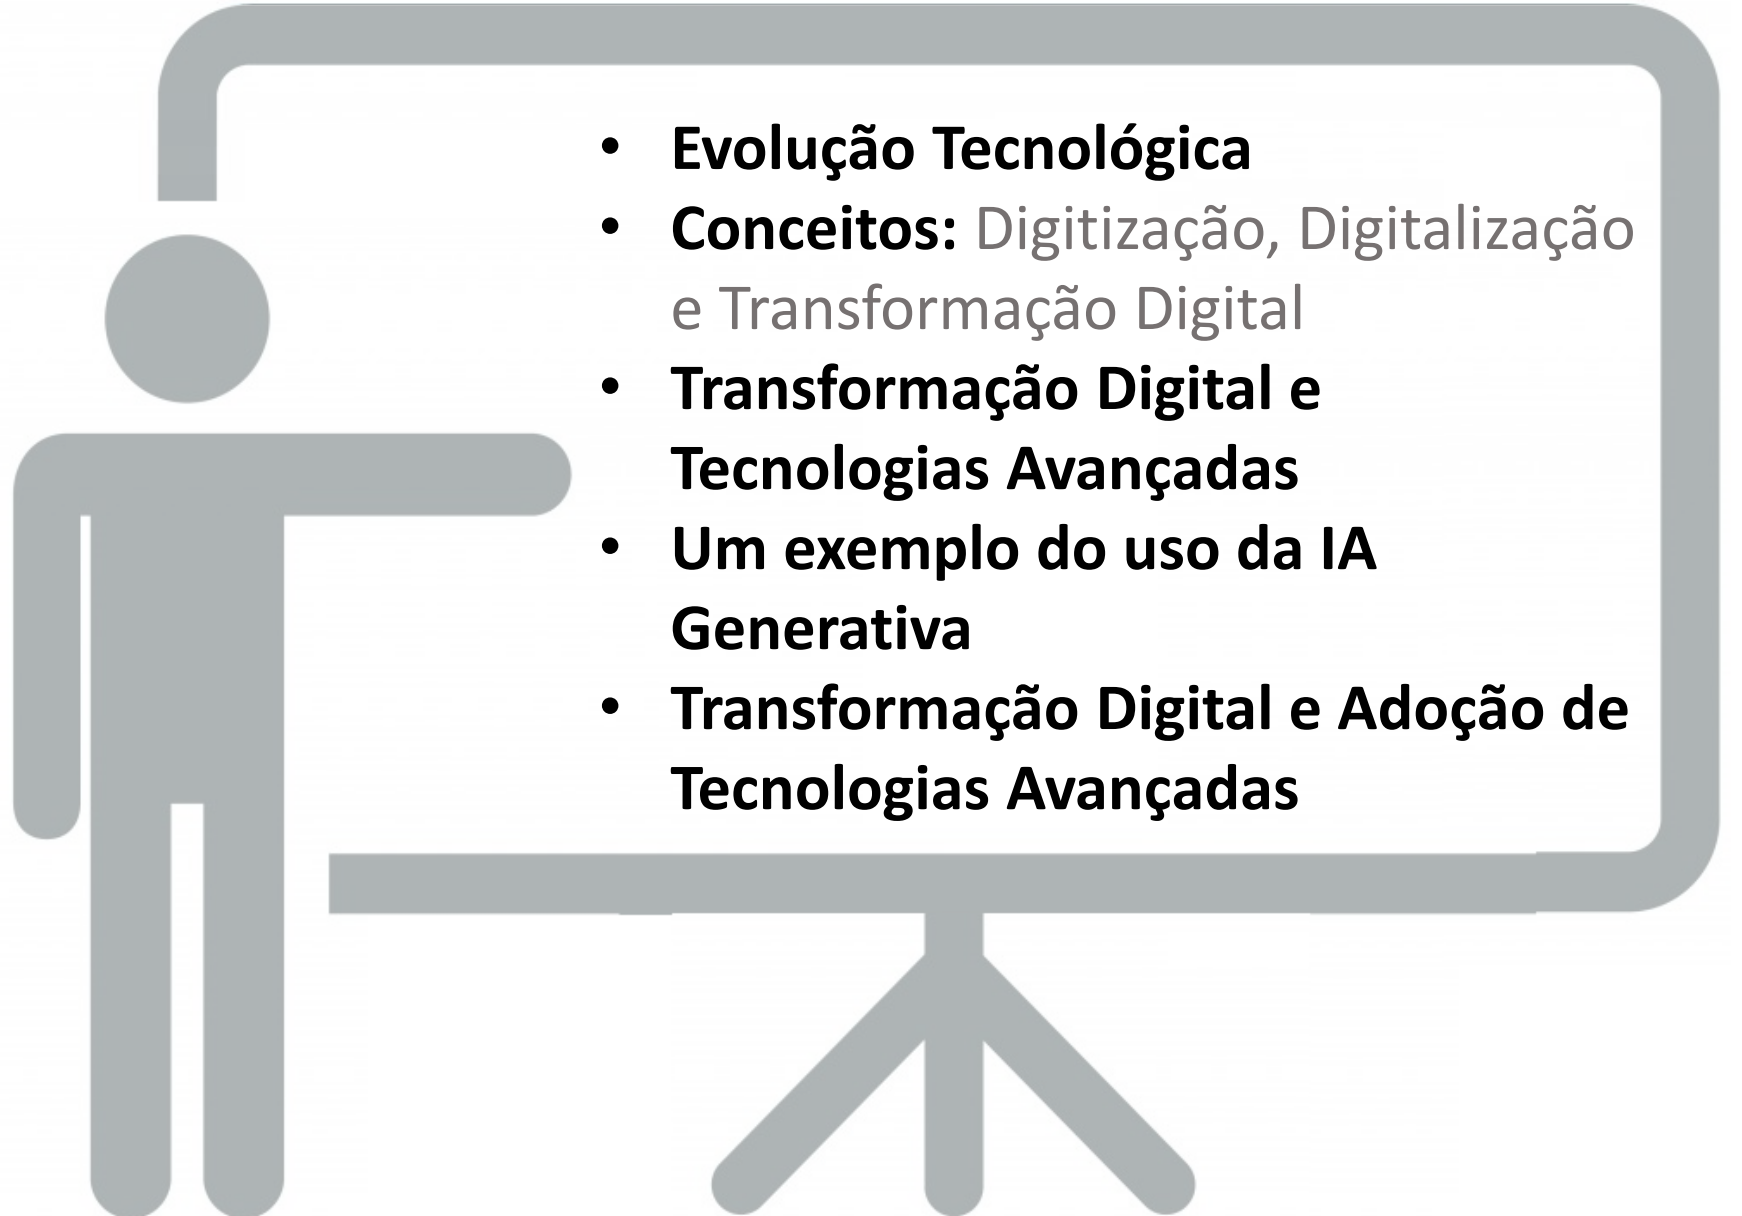 • Evolução Tecnológica
• Conceitos: Digitização, Digitalização
e Transformação Digital
• Transformação Digital e
Tecnologias Avançadas
• Um exemplo do uso da IA
Generativa
• Transformação Digital e Adoção de
Tecnologias Avançadas